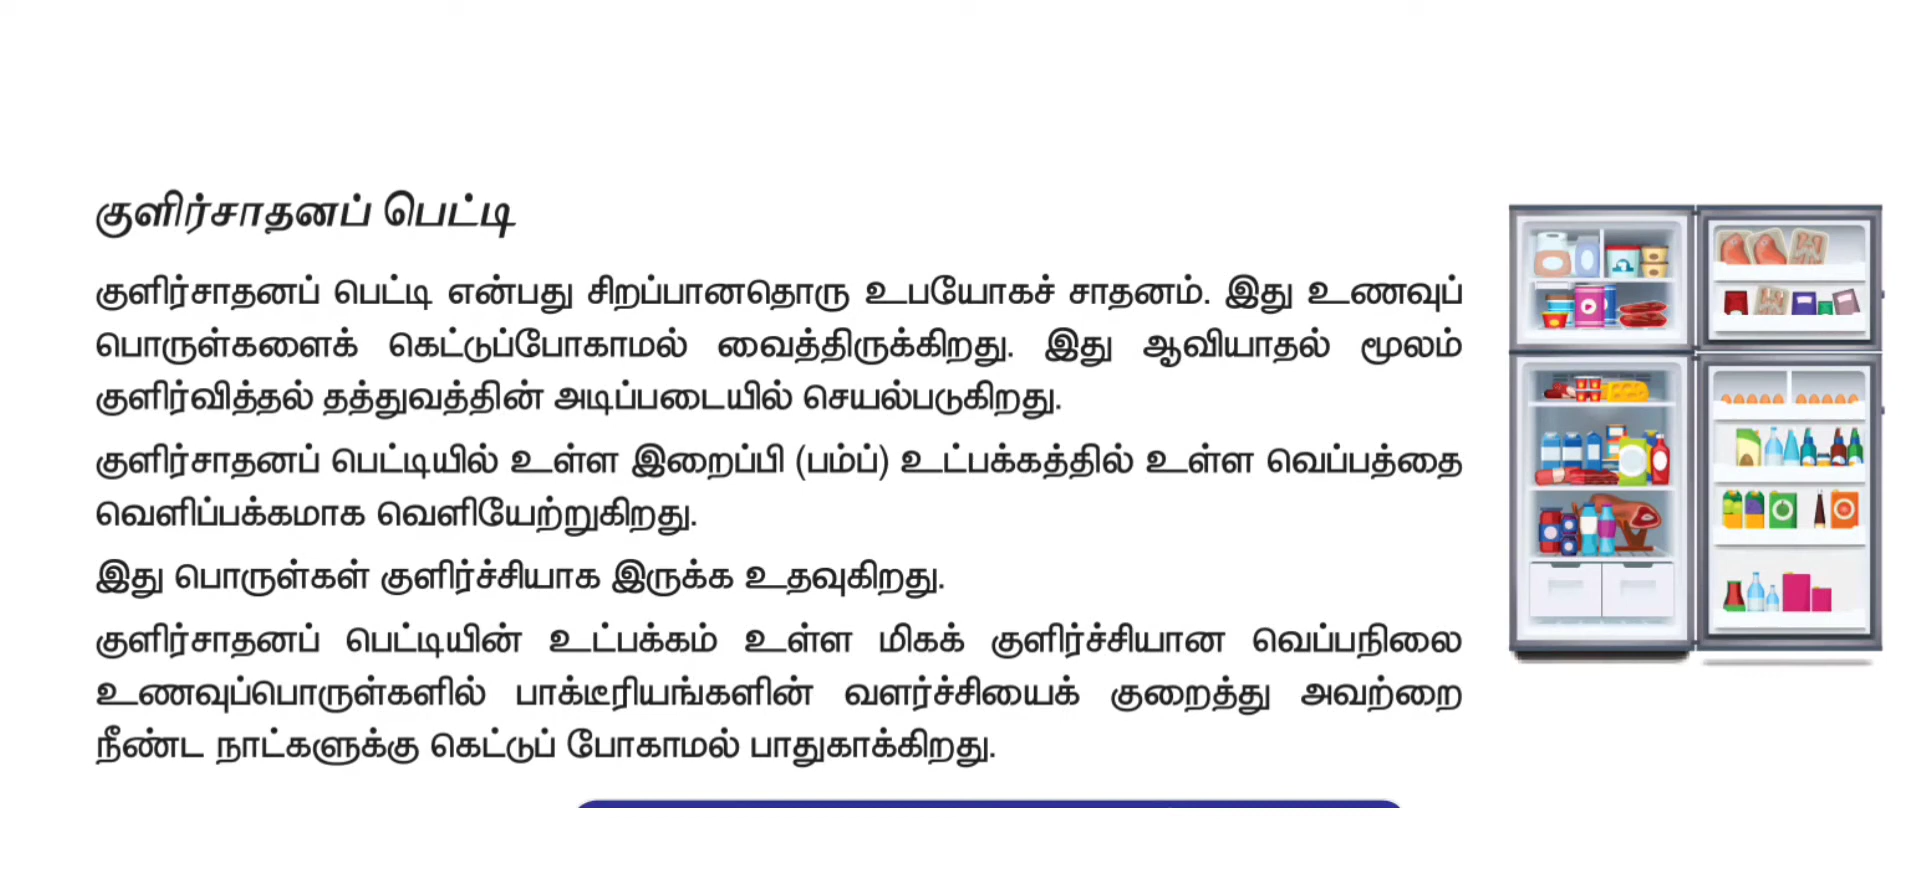 குளிர்சாதனப் பெட்டி
குளிர்சாதனப் பெட்டி என்பது சிறப்பானதொரு உபயோகச் சாதனம். இது உணவுப்
பொருள்களைக் கெட்டுப்போகாமல் வைத்திருக்கிறது. இது ஆவியாதல் மூலம்
குளிர்வித்தல் தத்துவத்தின் அடிப்படையில் செயல்படுகிறது.
குளிர்சாதனப் பெட்டியில் உள்ள இறைப்பி (பம்ப்) உட்பக்கத்தில் உள்ள வெப்பத்தை
வெளிப்பக்கமாக வெளியேற்றுகிறது.
இது பொருள்கள் குளிர்ச்சியாக இருக்க உதவுகிறது.
குளிர்சாதனப் பெட்டியின் உட்பக்கம் உள்ள மிகக் குளிர்ச்சியான வெப்பநிலை
உணவுப்பொருள்களில் பாக்டீரியங்களின் வளர்ச்சியைக் குறைத்து அவற்றை
நீண்ட நாட்களுக்கு கெட்டுப் போகாமல் பாதுகாக்கிறது.